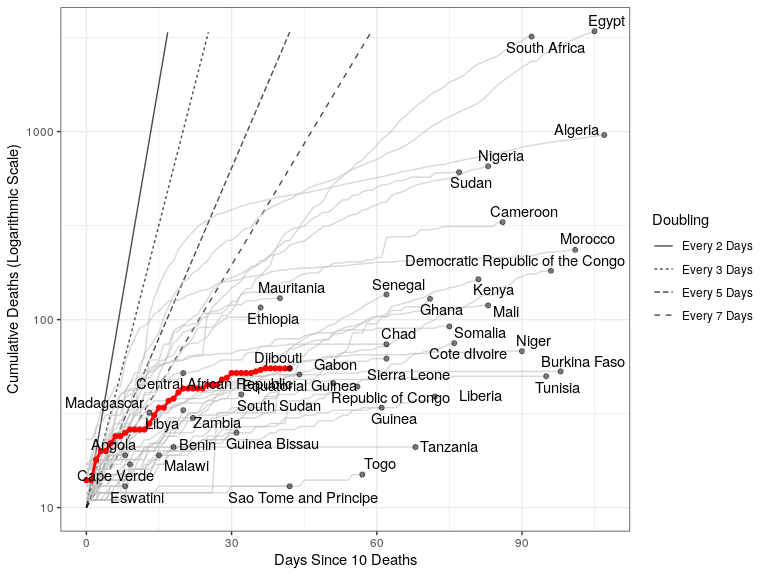 Egypt
South Africa
Algeria
Nigeria
Sudan
Cameroon
Morocco
Democratic Republic of the Congo
Mauritania
Senegal
Kenya
Ethiopia
Ghana
Mali
Chad
Somalia
Niger
Djibouti
Gabon
Cote dIvoire
Burkina Faso
Central African Republic
Equatorial Guinea
Sierra Leone
Tunisia
Madagascar
South Sudan
Republic of Congo
Liberia
Libya
Zambia
Guinea
Angola
Benin
Guinea Bissau
Tanzania
Cape Verde
Malawi
Togo
Eswatini
Sao Tome and Principe
1000
100
10
0
30
60
90
Days Since 10 Deaths
Cumulative Deaths (Logarithmic Scale)
Doubling
Every 2 Days
Every 3 Days
Every 5 Days
Every 7 Days